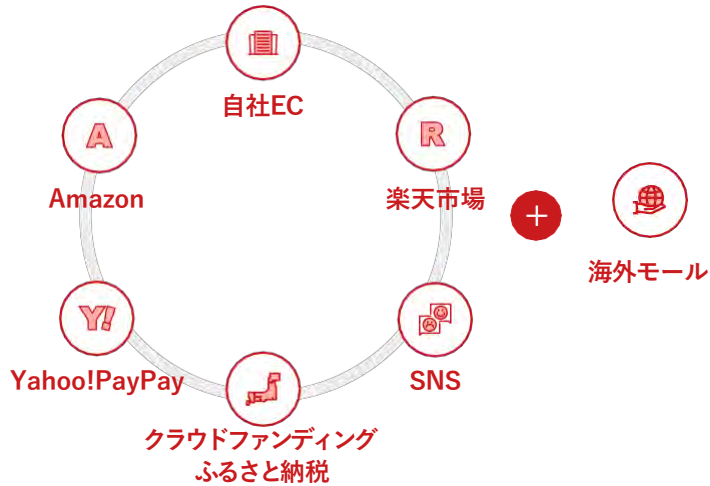 自社EC
A
R
Amazon
楽天市場
+
海外モール
Y!
Yahoo!PayPay
SNS
クラウドファンディング
ふるさと納税